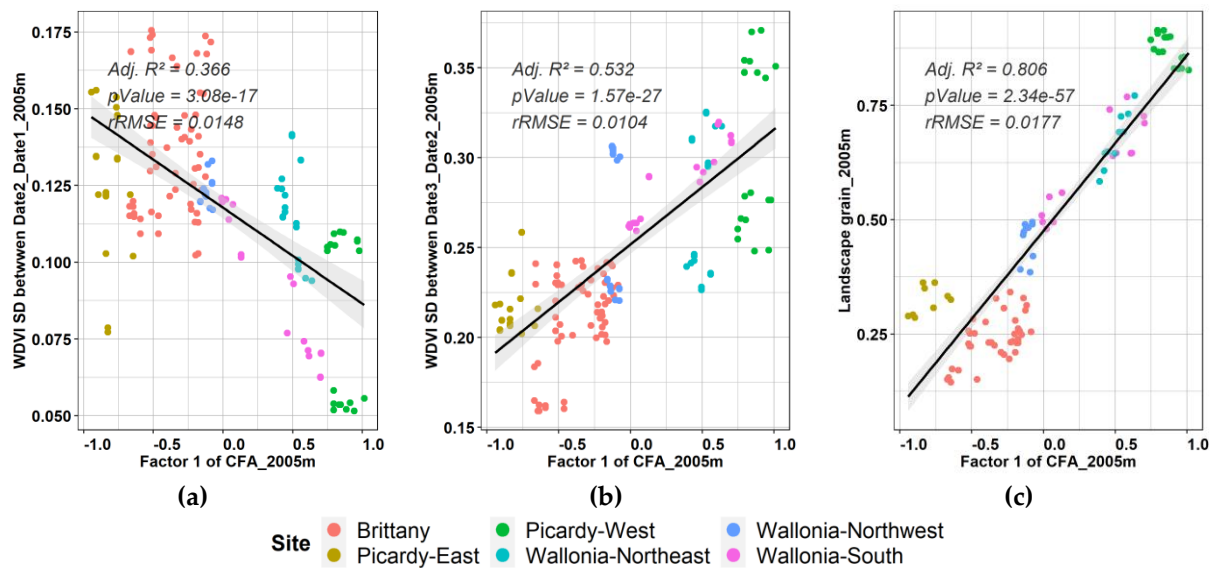 WDVI SD betwwen Date2_Date1_2005m
0.175
0.150
0.125
0.100
0.075
0.050
Adj. R² = 0.366
pValue = 3.08e-17
rRMSE = 0.0148
-1.0 -0.5 0.0 0.5 1.0
Factor 1 of CFA_2005m
(a)
WDVI SD betwwen Date3_Date2_2005m
0.35
0.30
0.25
0.20
0.15
Adj. R² = 0.532
pValue = 1.57e-27
rRMSE = 0.0104
-1.0 -0.5 0.0 0.5 1.0
Factor 1 of CFA_2005m
(b)
Landscape grain_2005m
0.75
0.50
0.25
Adj. R² = 0.806
pValue = 2.34e-57
rRMSE = 0.0177
-1.0 -0.5 0.0 0.5 1.0
Factor 1 of CFA_2005m
(c)
Site
Brittany Picardy-West Wallonia-Northwest
Picardy-East Wallonia-Northeast Wallonia-South